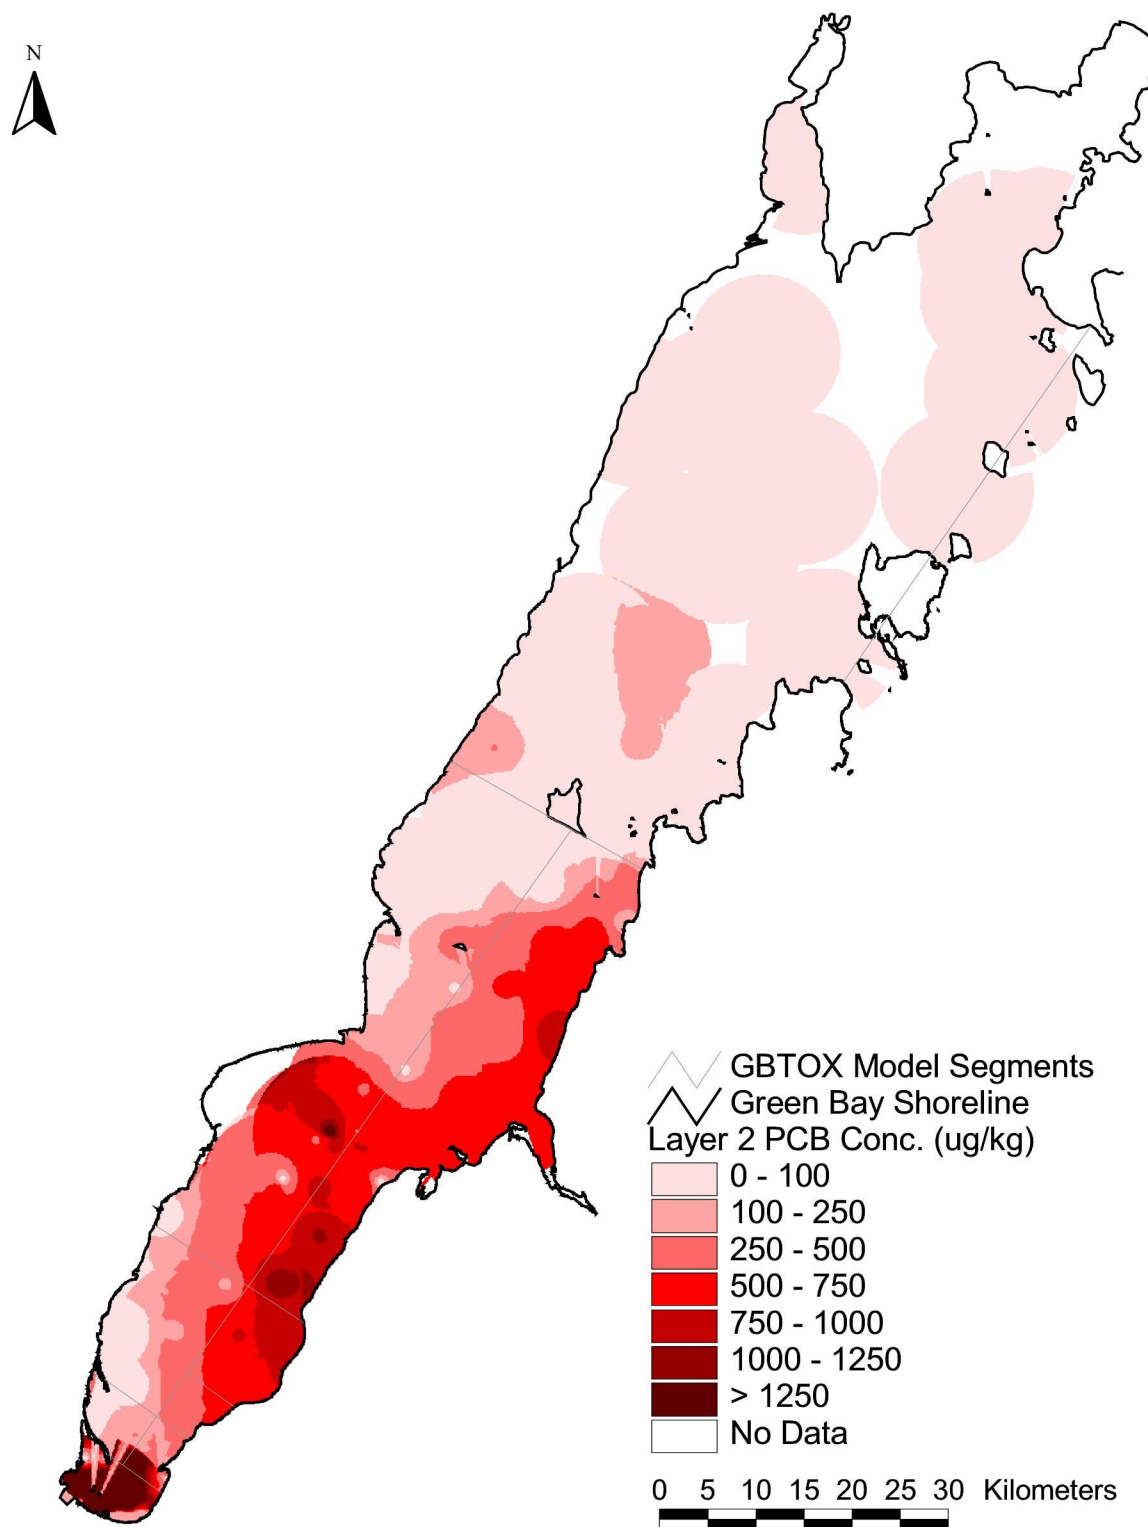 N
GBTOX Model Segments
Green Bay Shoreline
Layer 2 PCB Conc. (ug/kg)
0 - 100
100 - 250
250 - 500
500 - 750
750 - 1000
1000 - 1250
> 1250
No Data
0 5 10 15 20 25 30 Kilometers